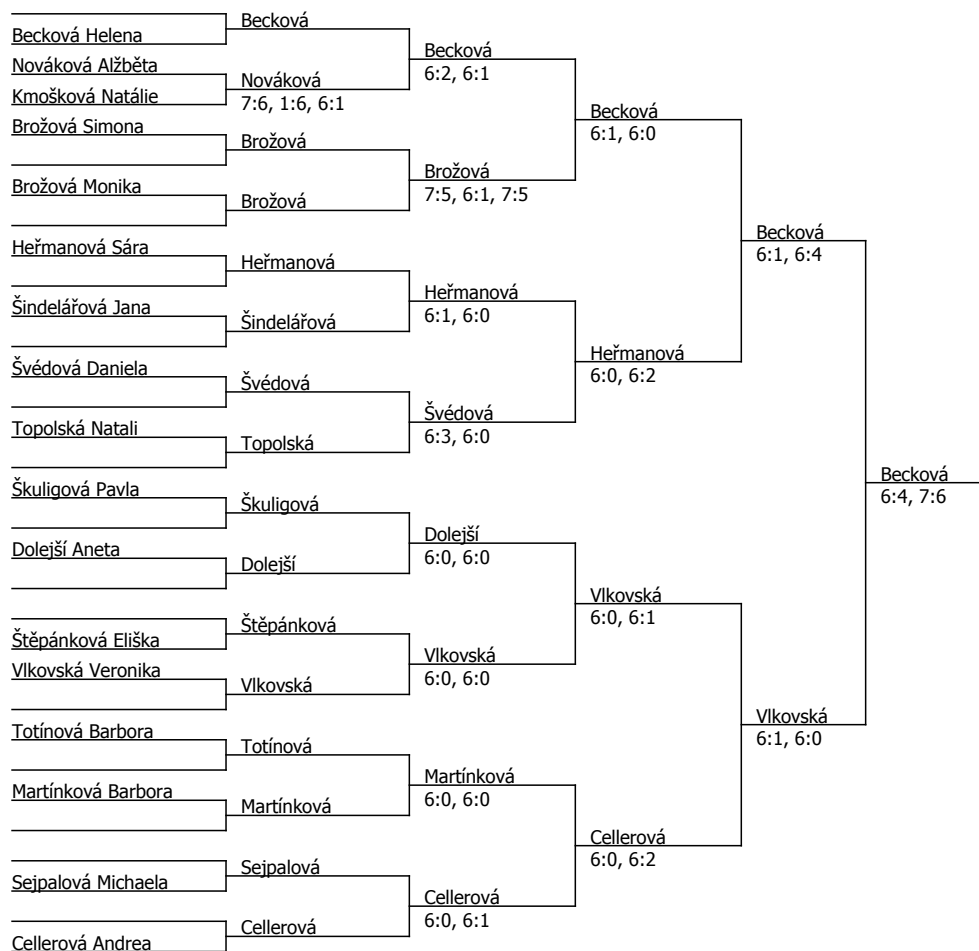 Becková
Becková Helena
Becková
6:2, 6:1
Nováková Alžběta
Nováková
7:6, 1:6, 6:1
Kmošková Natálie
Becková
6:1, 6:0
Brožová Simona
Brožová
Brožová
7:5, 6:1, 7:5
Brožová Monika
Brožová
Becková
6:1, 6:4
Heřmanová Sára
Heřmanová
Heřmanová
6:1, 6:0
Šindelářová Jana
Šindelářová
Heřmanová
6:0, 6:2
Švédová Daniela
Švédová
Švédová
6:3, 6:0
Topolská Natali
Topolská
Becková
6:4, 7:6
Škuligová Pavla
Škuligová
Dolejší
6:0, 6:0
Dolejší Aneta
Dolejší
Vlkovská
6:0, 6:1
Štěpánková
Štěpánková Eliška
Vlkovská
6:0, 6:0
Vlkovská Veronika
Vlkovská
Vlkovská
6:1, 6:0
Totínová Barbora
Totínová
Martínková
6:0, 6:0
Martínková Barbora
Martínková
Cellerová
6:0, 6:2
Sejpalová
Sejpalová Michaela
Cellerová
6:0, 6:1
Cellerová
Cellerová Andrea